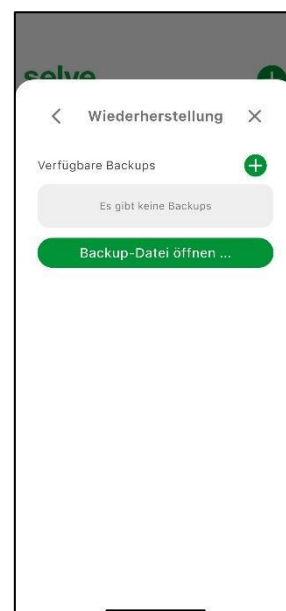 selve
Wiederherstellung
Verfügbare Backups
Es gibt keine Backups
Backup-Datei öffnen ...